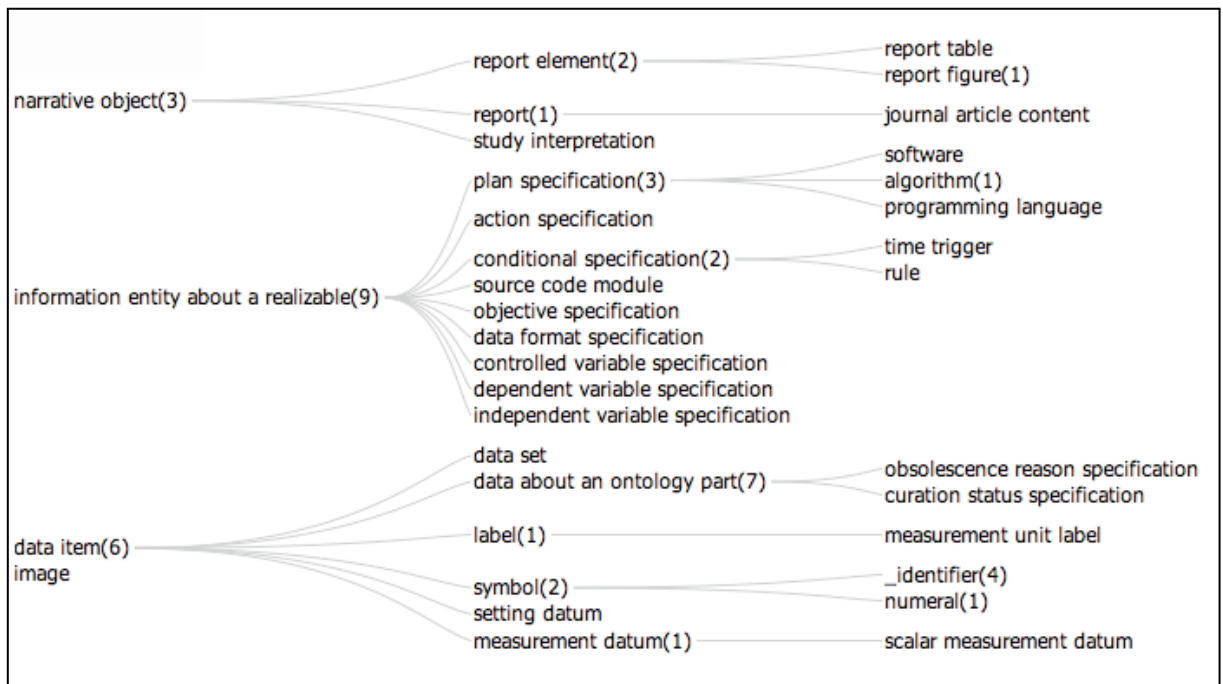 narrative object(3)
report element(2)
report table
report figure(1)
report(1)
journal article content
study interpretation
information entity about a realizable(9)
plan specification(3)
software
algorithm(1)
programming language
action specification
conditional specification(2)
time trigger
rule
source code module
objective specification
data format specification
controlled variable specification
dependent variable specification
independent variable specification
data item(6)
data set
data about an ontology part(7)
obsolescence reason specification
curation status specification
label(1)
measurement unit label
symbol(2)
_identifier(4)
numeral(1)
setting datum
measurement datum(1)
scalar measurement datum
image